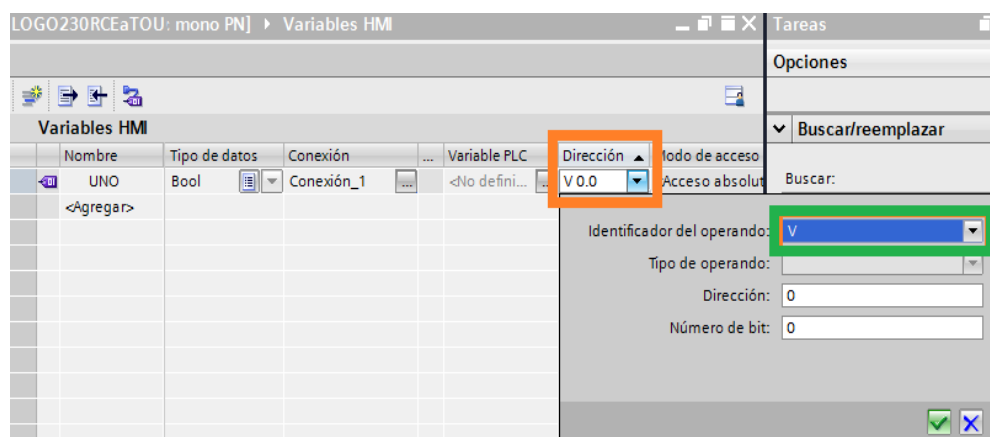 LOGO230RCEaTOU: mono PN] ▸ Variables HMI
Tareas
Opciones
Variables HMI
Buscar/reemplazar
Nombre Tipo de datos Conexión ... Variable PLC Dirección Modo de acceso
UNO Bool Conexión_1 ... <No defini... V 0.0 <Acceso absolut
Buscar:
<Agregar>
Identificador del operando: V
Tipo de operando:
Dirección: 0
Número de bit: 0